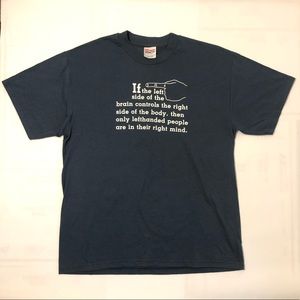 If the left
side of the
brain controls the right
side of the body, then
only lefthanded people
are in their right mind.